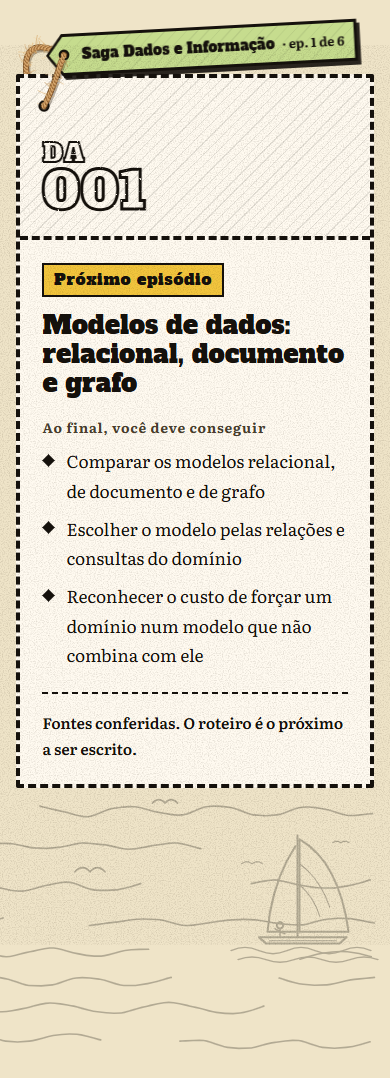 Saga Dados e Informação · ep. 1 de 6
DA
001
Próximo episódio
Modelos de dados:
relacional, documento
e grafo
Ao final, você deve conseguir
Comparar os modelos relacional,
de documento e de grafo
Escolher o modelo pelas relações e
consultas do domínio
Reconhecer o custo de forçar um
domínio num modelo que não
combina com ele
Fontes conferidas. O roteiro é o próximo
a ser escrito.